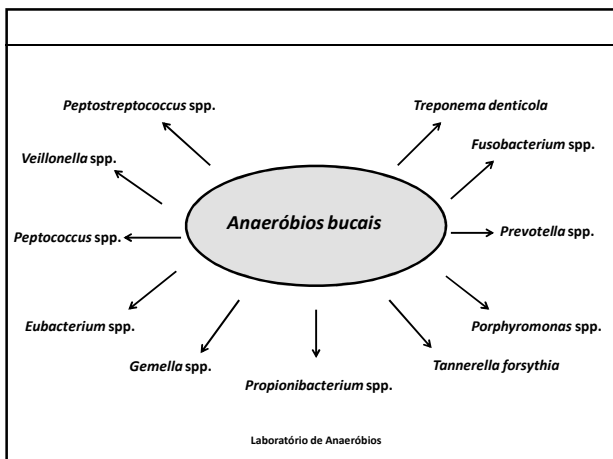 Peptostreptococcus spp.
Treponema denticola
Fusobacterium spp.
Veillonella spp.
Anaeróbios bucais
Peptococcus spp.
Prevotella spp.
Eubacterium spp.
Porphyromonas spp.
Gemella spp.
Tannerella forsythia
Propionibacterium spp.
Laboratório de Anaeróbios